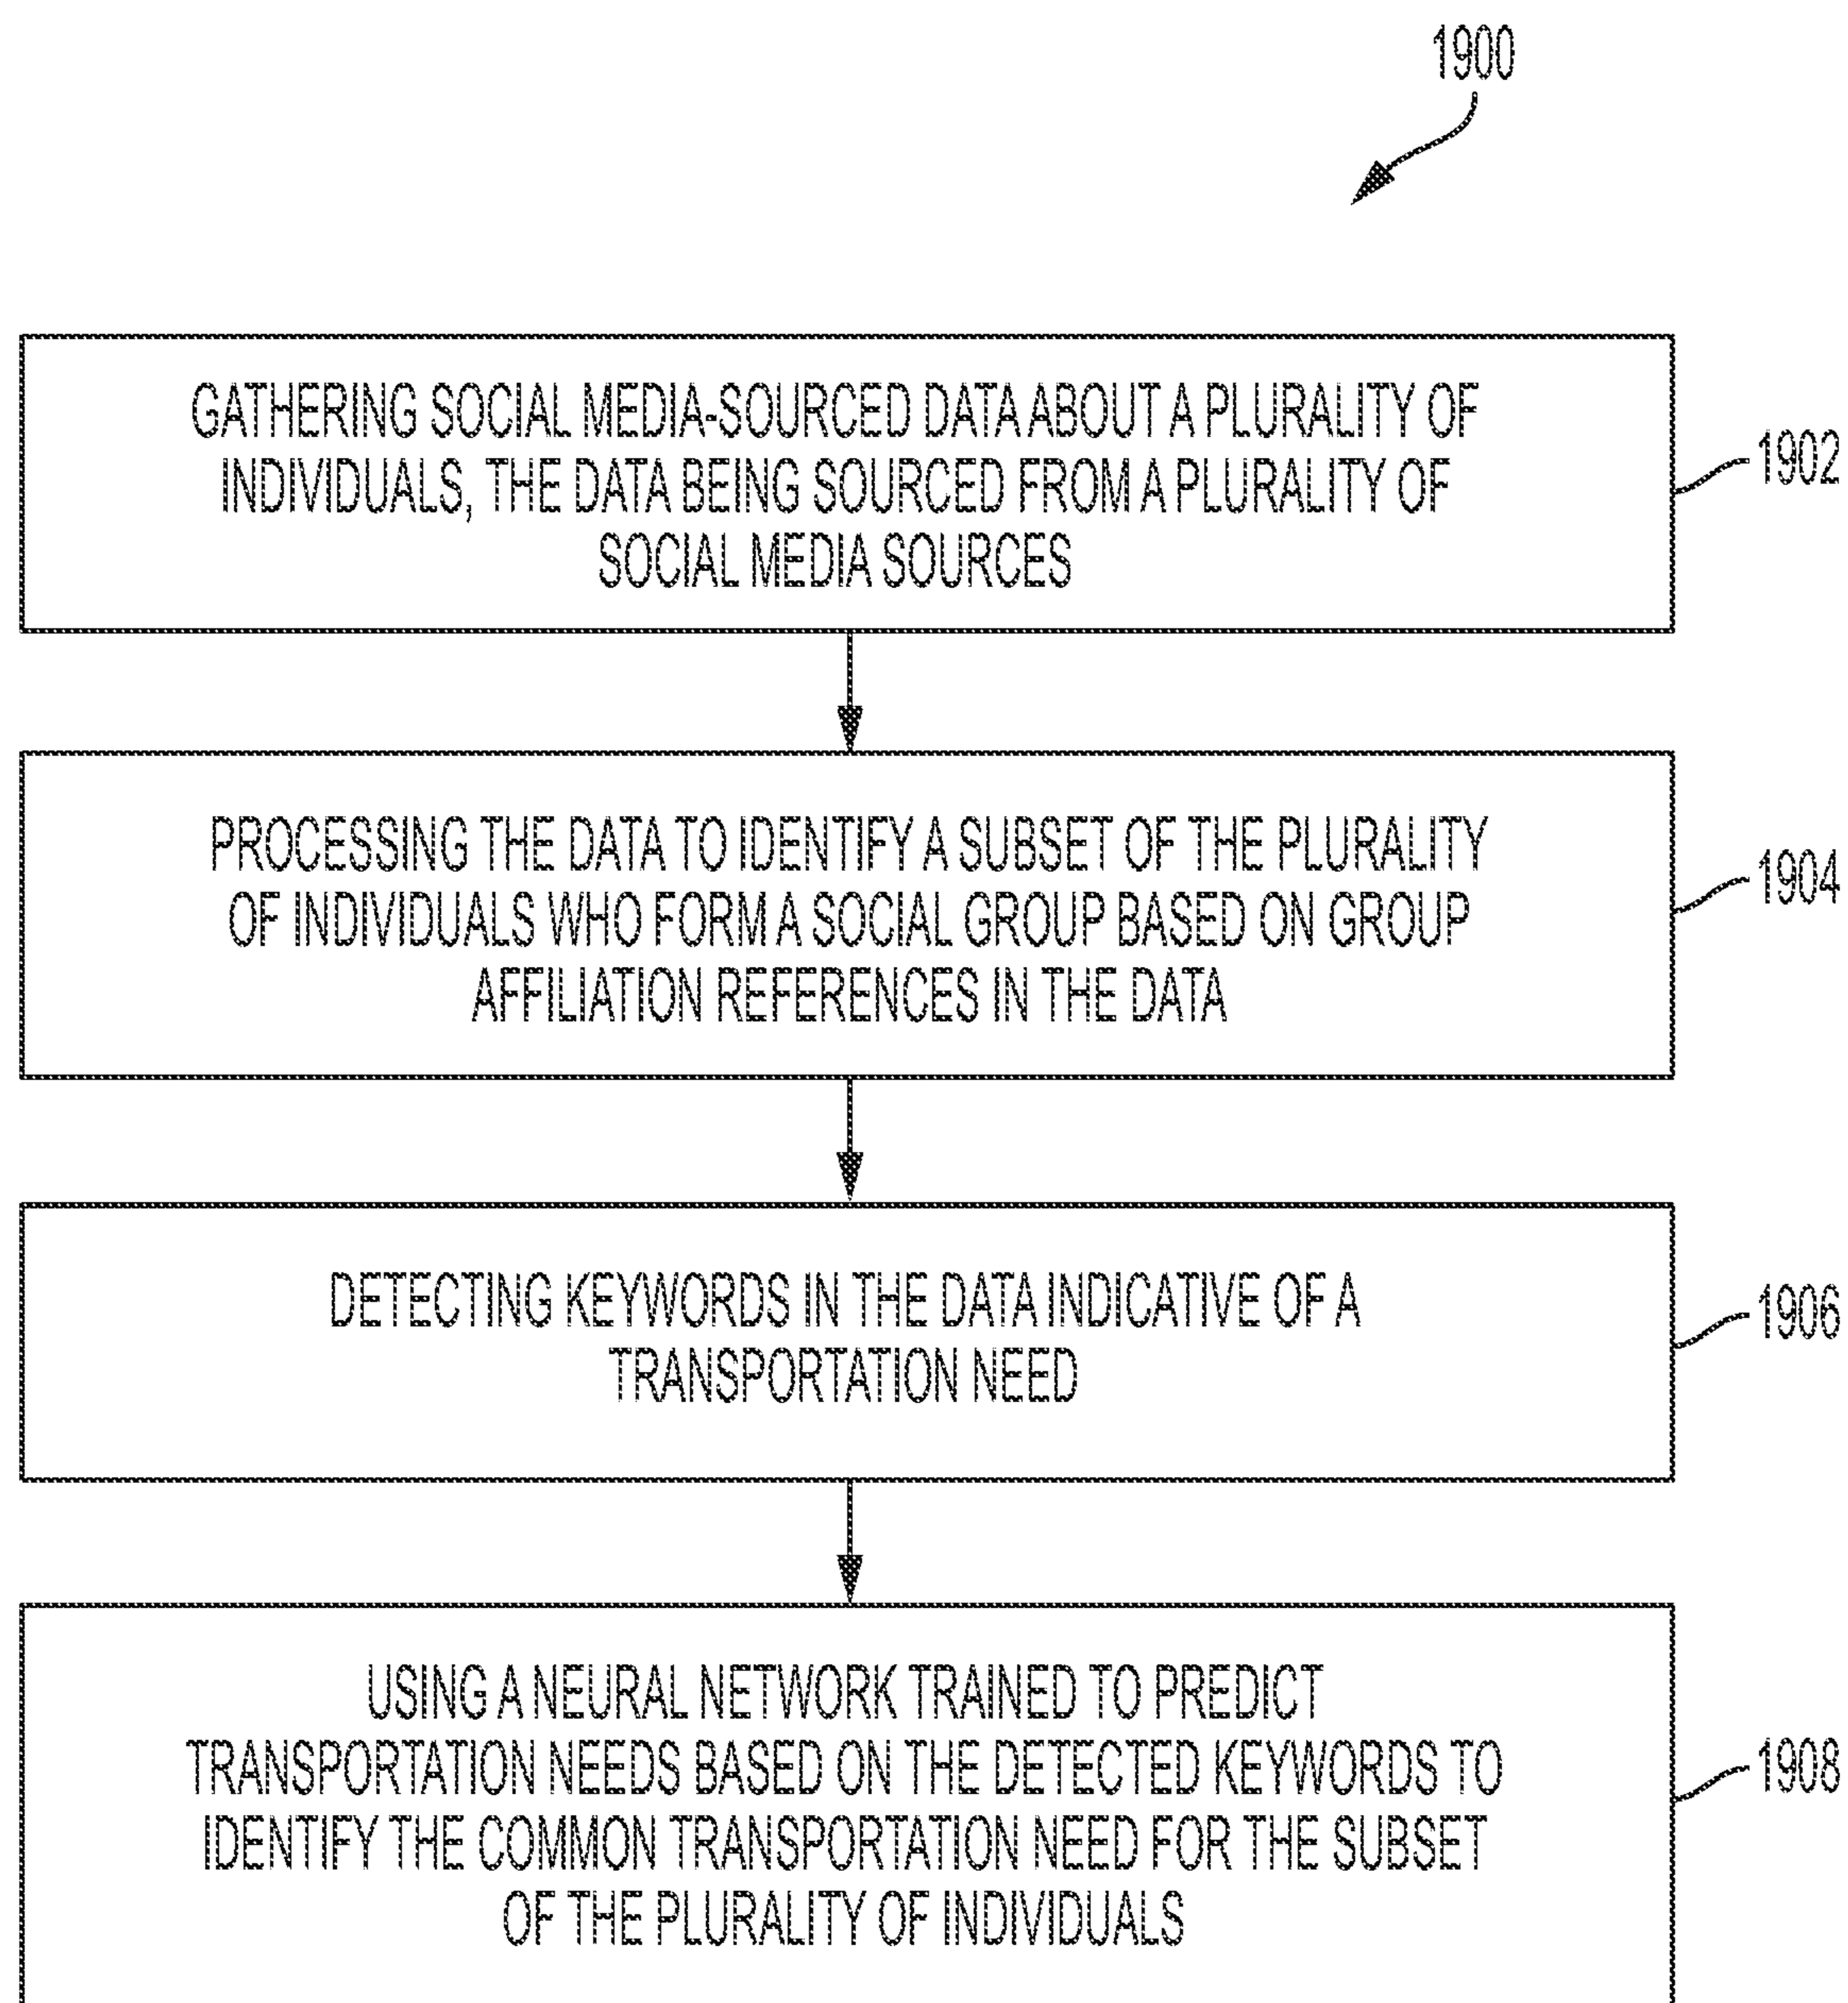 1900
GATHERING SOCIAL MEDIA-SOURCED DATA ABOUT A PLURALITY OF
INDIVIDUALS, THE DATA BEING SOURCED FROM A PLURALITY OF
SOCIAL MEDIA SOURCES
1902
PROCESSING THE DATA TO IDENTIFY A SUBSET OF THE PLURALITY
OF INDIVIDUALS WHO FORM A SOCIAL GROUP BASED ON GROUP
AFFILIATION REFERENCES IN THE DATA
1904
DETECTING KEYWORDS IN THE DATA INDICATIVE OF A
TRANSPORTATION NEED
1906
USING A NEURAL NETWORK TRAINED TO PREDICT
TRANSPORTATION NEEDS BASED ON THE DETECTED KEYWORDS TO
IDENTIFY THE COMMON TRANSPORTATION NEED FOR THE SUBSET
OF THE PLURALITY OF INDIVIDUALS
1908